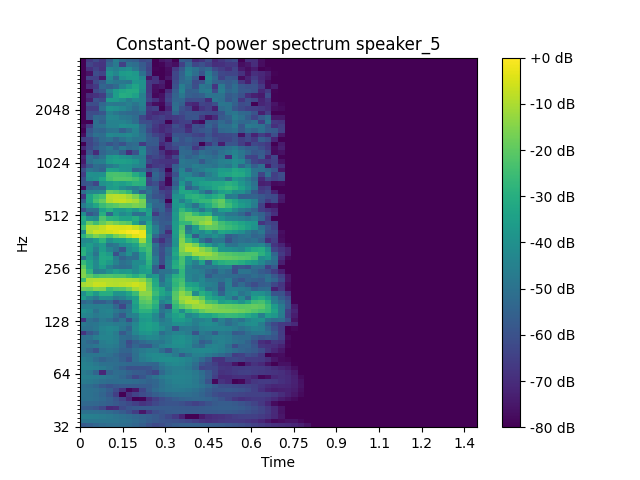 Constant-Q power spectrum speaker_5
Hz
2048
1024
512
256
128
64
32
0 0.15 0.3 0.45 0.6 0.75 0.9 1.1 1.2 1.4
Time
+0 dB
-10 dB
-20 dB
-30 dB
-40 dB
-50 dB
-60 dB
-70 dB
-80 dB